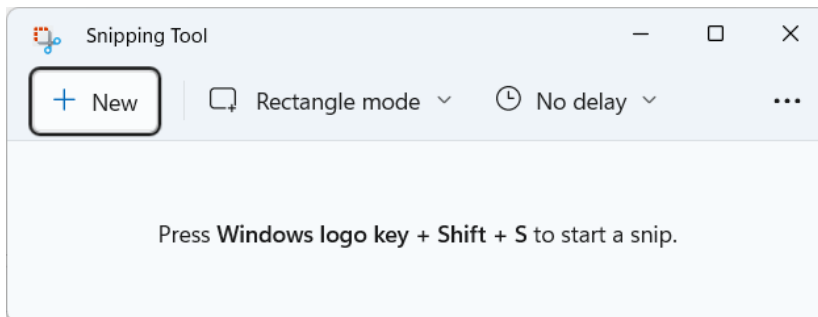 Snipping Tool
New Rectangle mode No delay
Press Windows logo key + Shift + S to start a snip.